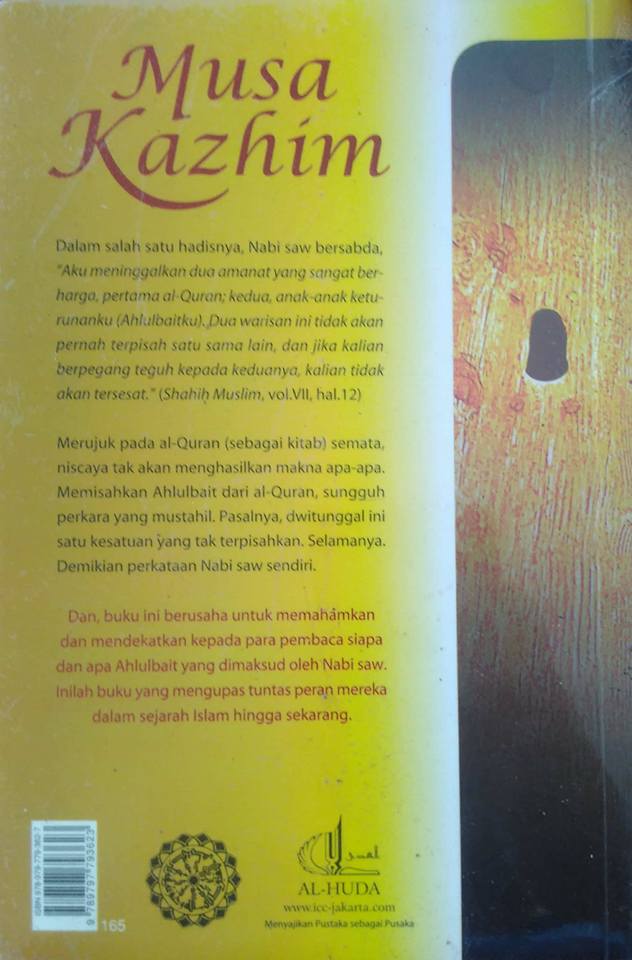 Musa
Kazhim
Dalam salah satu hadisnya, Nabi saw bersabda,
"Aku meninggalkan dua amanat yang sangat ber-
harga, pertama al-Quran; kedua, anak-anak ketu-
runanku (Ahlulbaitku). Dua warisan ini tidak akan
pernah terpisah satu sama lain, dan jika kalian
berpegang teguh kepada keduanya, kalian tidak
akan tersesat." (Shahih Muslim, vol.VII, hal.12)
Merujuk pada al-Quran (sebagai kitab) semata,
niscaya tak akan menghasilkan makna apa-apa.
Memisahkan Ahlulbait dari al-Quran, sungguh
perkara yang mustahil. Pasalnya, dwitunggal ini
satu kesatuan yang tak terpisahkan. Selamanya.
Demikian perkataan Nabi saw sendiri.
Dan, buku ini berusaha untuk memahamkan
dan mendekatkan kepada para pembaca siapa
dan apa Ahlulbait yang dimaksud oleh Nabi saw.
Inilah buku yang mengupas tuntas peran mereka
dalam sejarah Islam hingga sekarang.
ISBN 978-979-779-362-7
9 789797 793623
165
AL-HUDA
www.icc-jakarta.com
Menyajikan Pustaka sebagai Pusaka